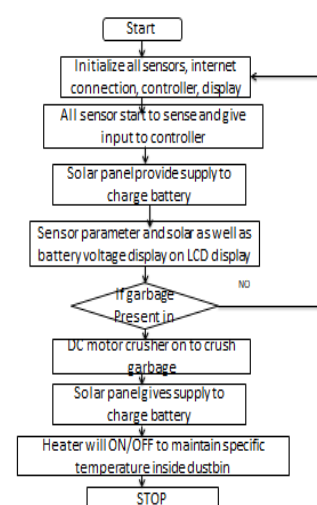 Start
Initialize all sensors, internet
connection, controller, display
All sensor start to sense and give
input to controller
Solar panel provide supply to
charge battery
Sensor parameter and solar as well as
battery voltage display on LCD display
If garbage
Present in
NO
DC motor crusher on to crush
garbage
Solar panel gives supply to
charge battery
Heater will ON/OFF to maintain specific
temperature inside dustbin
STOP